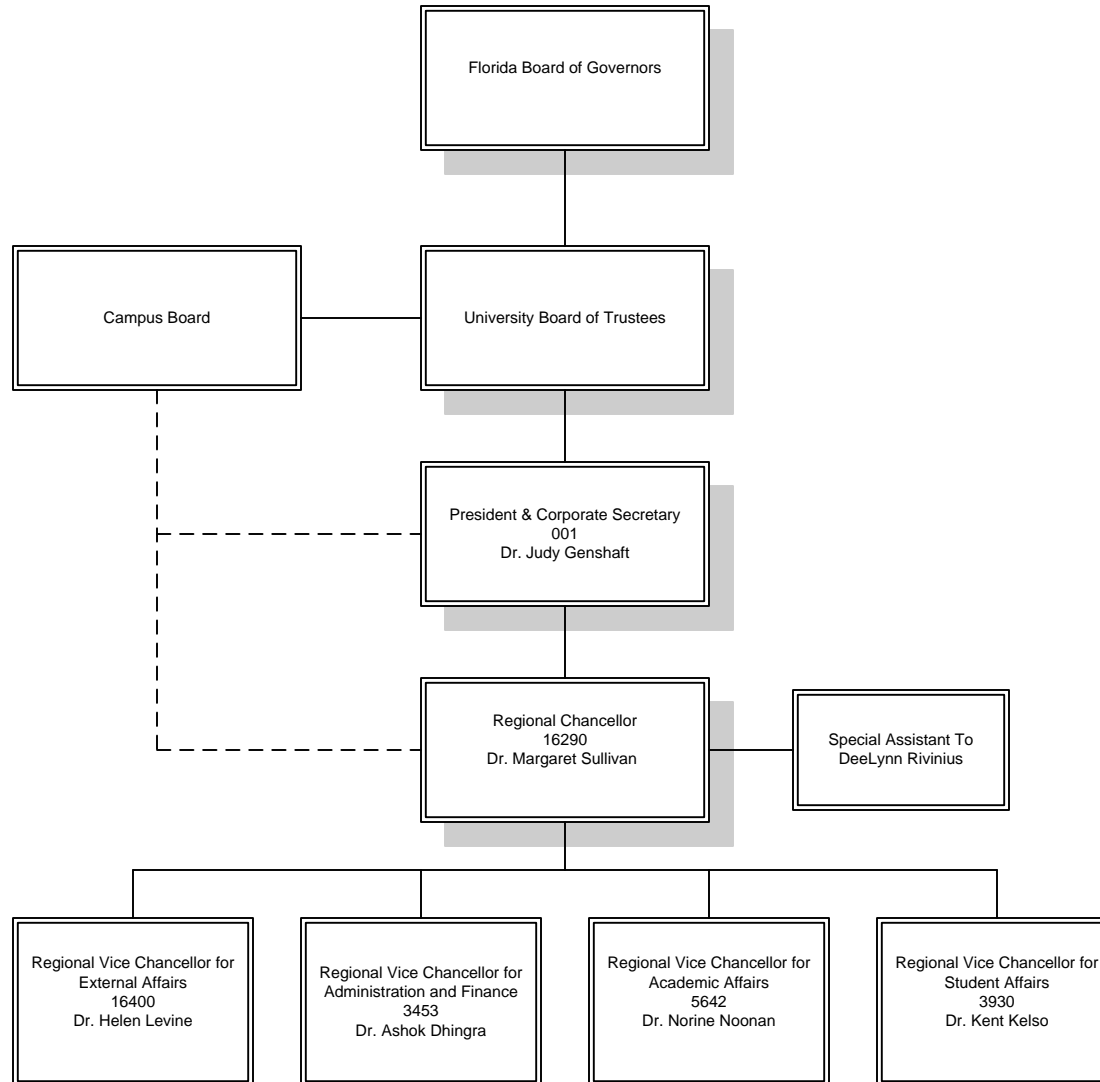 Florida Board of Governors
Campus Board
University Board of Trustees
President & Corporate Secretary
001
Dr. Judy Genshaft
Regional Chancellor
16290
Dr. Margaret Sullivan
Special Assistant To
DeeLynn Rivinius
Regional Vice Chancellor for
External Affairs
16400
Dr. Helen Levine
Regional Vice Chancellor for
Administration and Finance
3453
Dr. Ashok Dhingra
Regional Vice Chancellor for
Academic Affairs
5642
Dr. Norine Noonan
Regional Vice Chancellor for
Student Affairs
3930
Dr. Kent Kelso